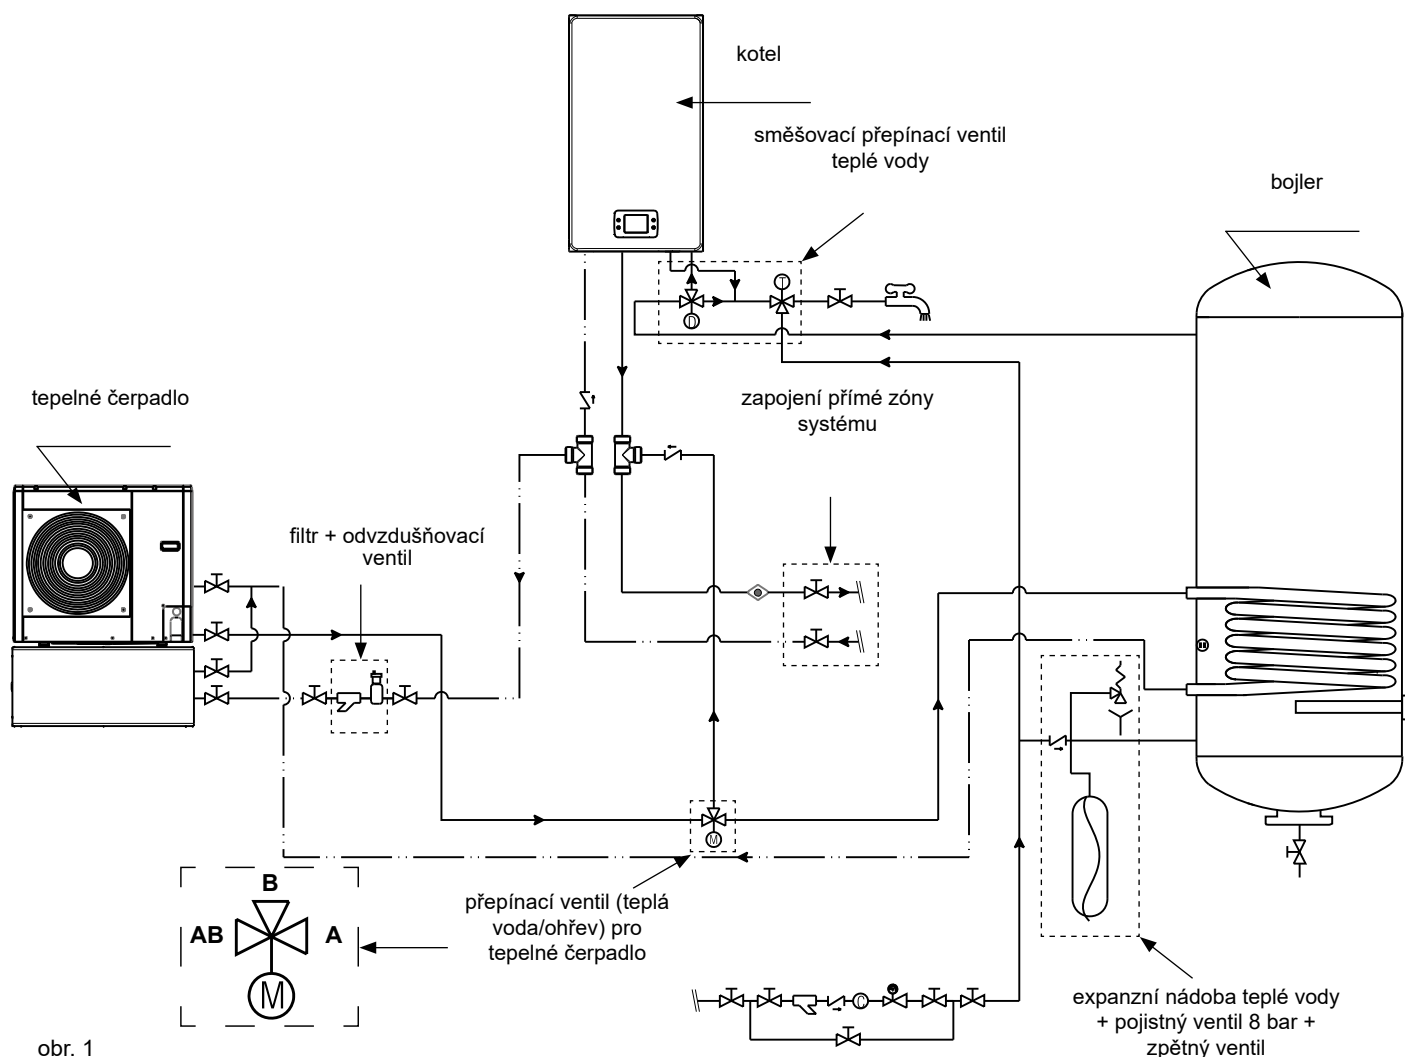 kotel
směšovací přepínací ventil
teplé vody
bojler
T
D
tepelné čerpadlo
zapojení přímé zóny
systému
filtr + odvzdušňovací
ventil
M
B
AB
A
M
přepínací ventil (teplá
voda/ohřev) pro
tepelné čerpadlo
C
expanzní nádoba teplé vody
+ pojistný ventil 8 bar +
zpětný ventil
obr. 1